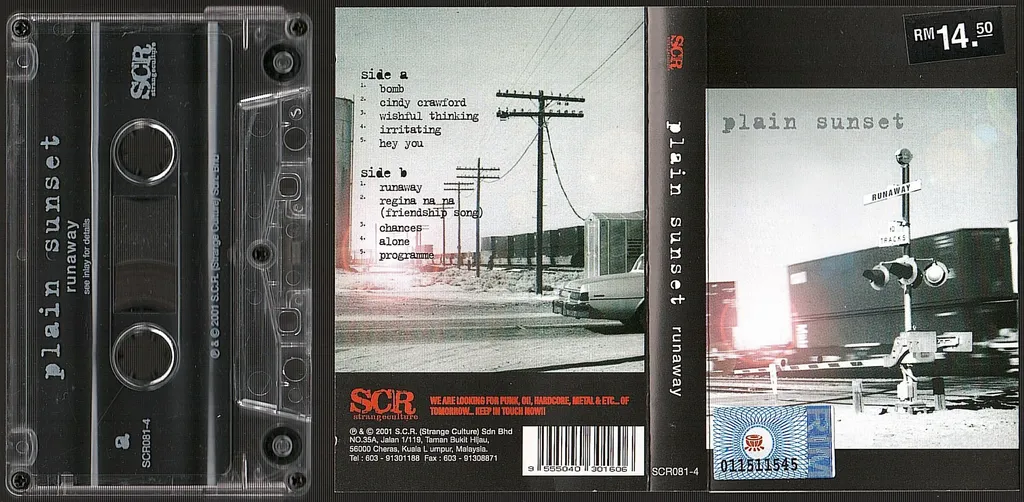 plain sunset
runaway
see inlay for details
SCR
strangeculture
℗ & © 2001 S.C.R. (Strange Culture) Sdn Bhd
a
SCR081-4
side a
1. bomb
2. cindy crawford
3. wishful thinking
4. irritating
5. hey you
side b
1. runaway
2. regina na na
(friendship song)
3. chances
4. alone
5. programme
SCR
strangeculture
WE ARE LOOKING FOR PUNK, OI!, HARDCORE, METAL & ETC... OF
TOMORROW... KEEP IN TOUCH NOW!!
℗ & © 2001 S.C.R. (Strange Culture) Sdn Bhd
NO.35A, Jalan 1/119, Taman Bukit Hijau,
56000 Cheras, Kuala L umpur, Malaysia.
Tel : 603 - 91301188 Fax : 603 - 91308871
9 555040 301606
SCR
plain sunset runaway
SCR081-4
RM 14.50
plain sunset
RUNAWAY
10
TRACKS
011511545